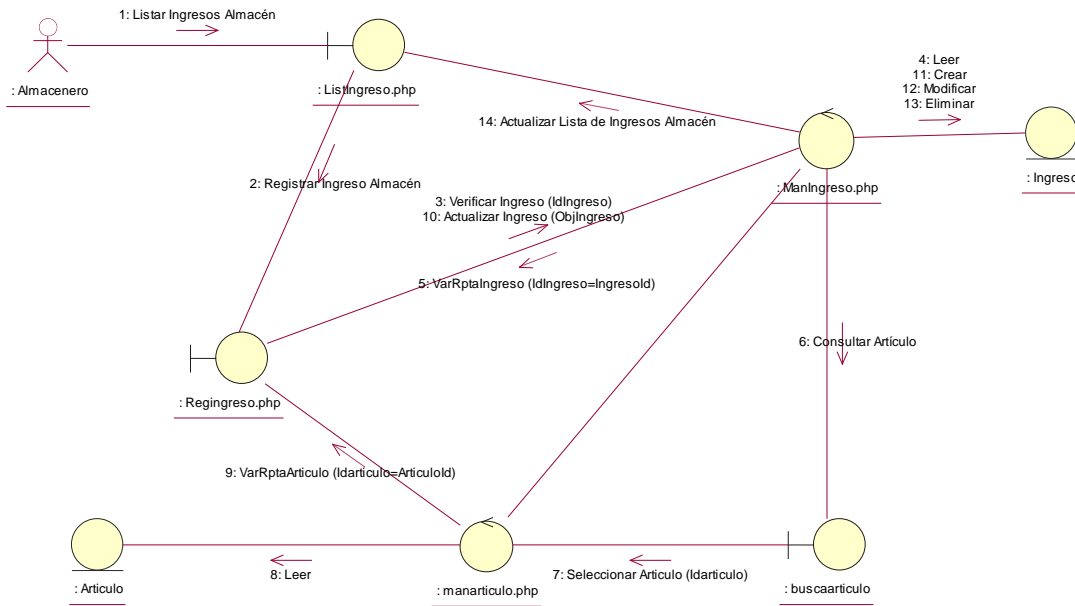 1: Listar Ingresos Almacén
: Almacenero
: ListIngreso.php
4: Leer
11: Crear
12: Modificar
13: Eliminar
14: Actualizar Lista de Ingresos Almacén
: ManIngreso.php
: Ingreso
2: Registrar Ingreso Almacén
3: Verificar Ingreso (IdIngreso)
10: Actualizar Ingreso (ObjIngreso)
5: VarRptaIngreso (IdIngreso=IngresoId)
6: Consultar Artículo
: Regingreso.php
9: VarRptaArticulo (Idarticulo=ArticuloId)
8: Leer
7: Seleccionar Articulo (Idarticulo)
: Articulo
: manarticulo.php
: buscaarticulo